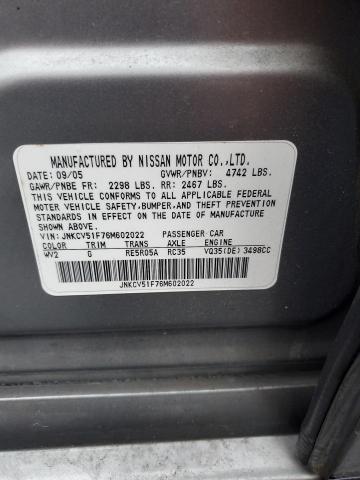 MANUFACTURED BY NISSAN MOTOR CO.,LTD.
DATE: 09/05 GVWR/PNBV: 4742 LBS.
GAWR/PNBE FR: 2298 LBS. RR: 2467 LBS.
THIS VEHICLE CONFORMS TO ALL APPLICABLE FEDERAL
MOTOR VEHICLE SAFETY, BUMPER,AND THEFT PREVENTION
STANDARDS IN EFFECT ON THE DATE OF MANUFACTURE
SHOWN ABOVE.
VIN: JNKCV51F76M602022 PASSENGER CAR
COLOR TRIM TRANS AXLE ENGINE
WV2 G RE5R05A RC35 VQ35(DE) 3498CC
JNKCV51F76M602022